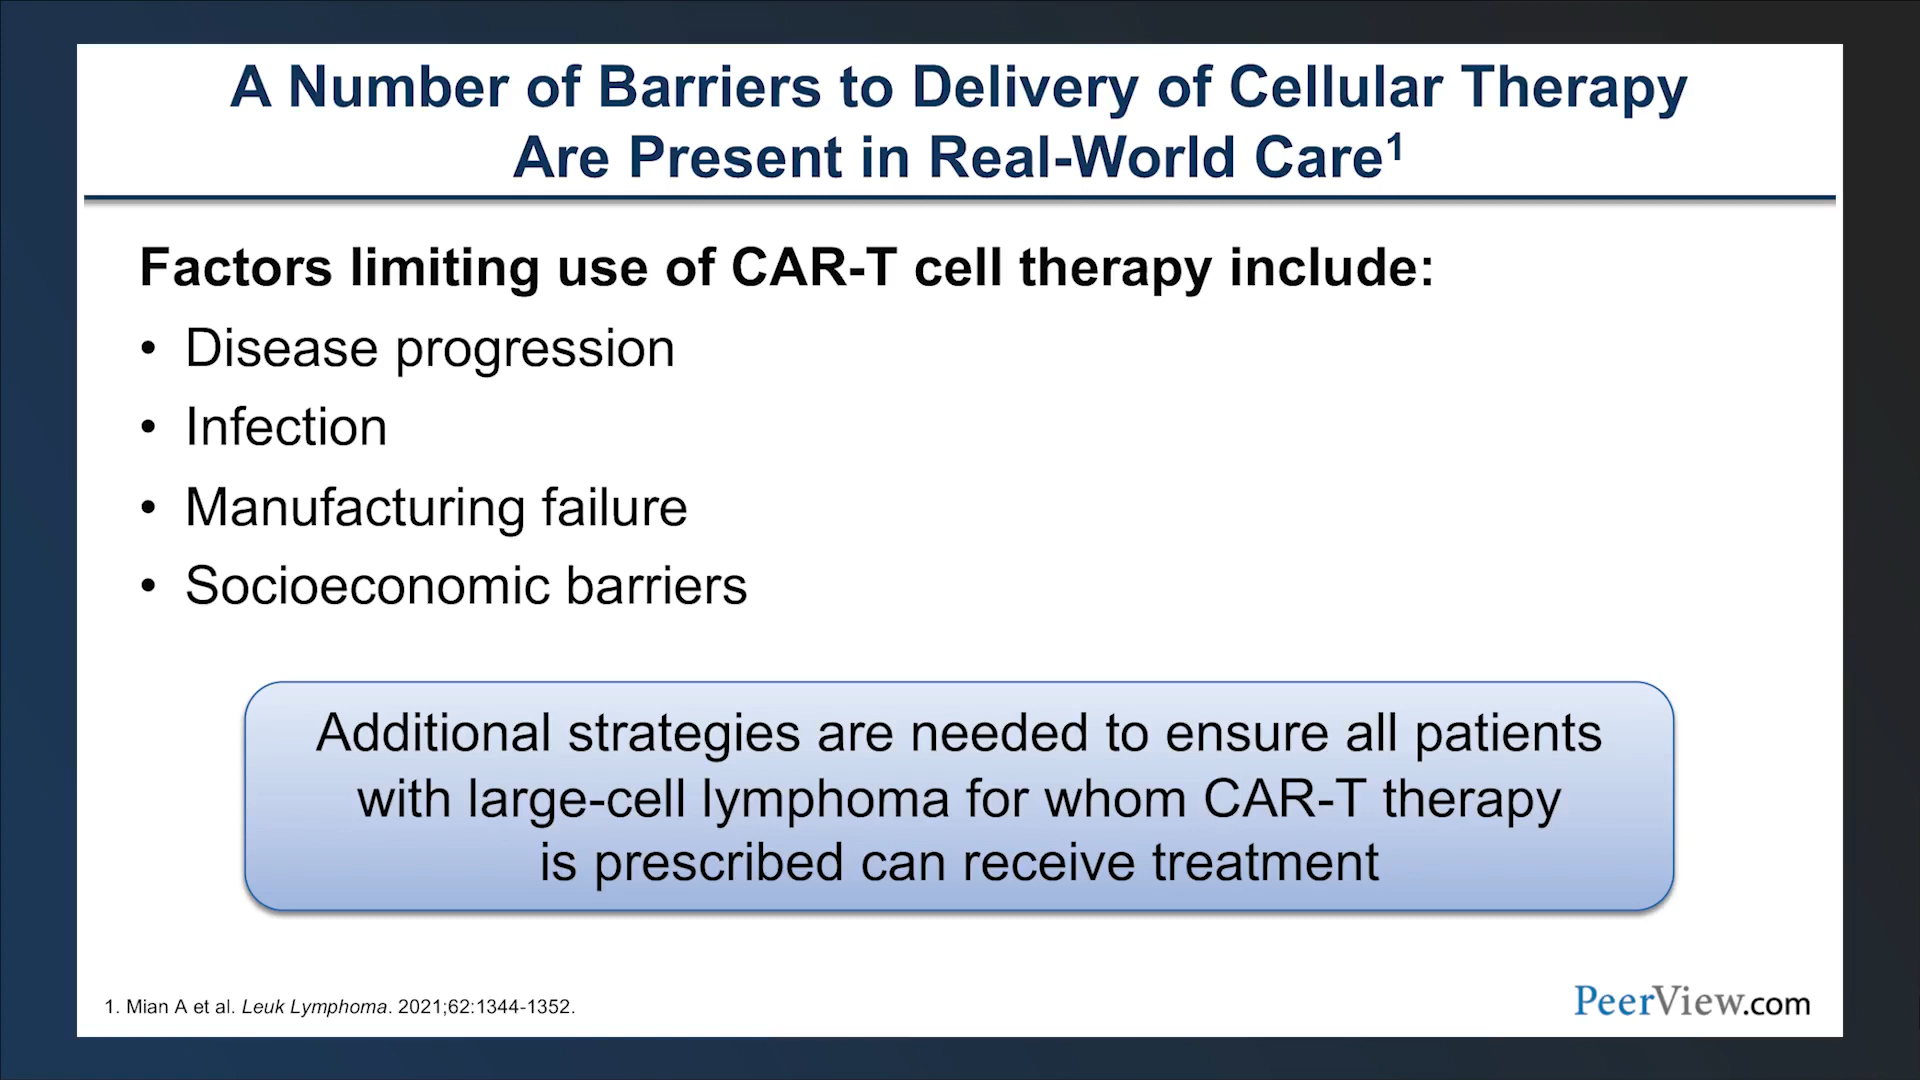 A Number of Barriers to Delivery of Cellular Therapy
Are Present in Real-World Care¹
Factors limiting use of CAR-T cell therapy include:
• Disease progression
• Infection
• Manufacturing failure
• Socioeconomic barriers
Additional strategies are needed to ensure all patients
with large-cell lymphoma for whom CAR-T therapy
is prescribed can receive treatment
1. Mian A et al. Leuk Lymphoma. 2021;62:1344-1352.
PeerView.com